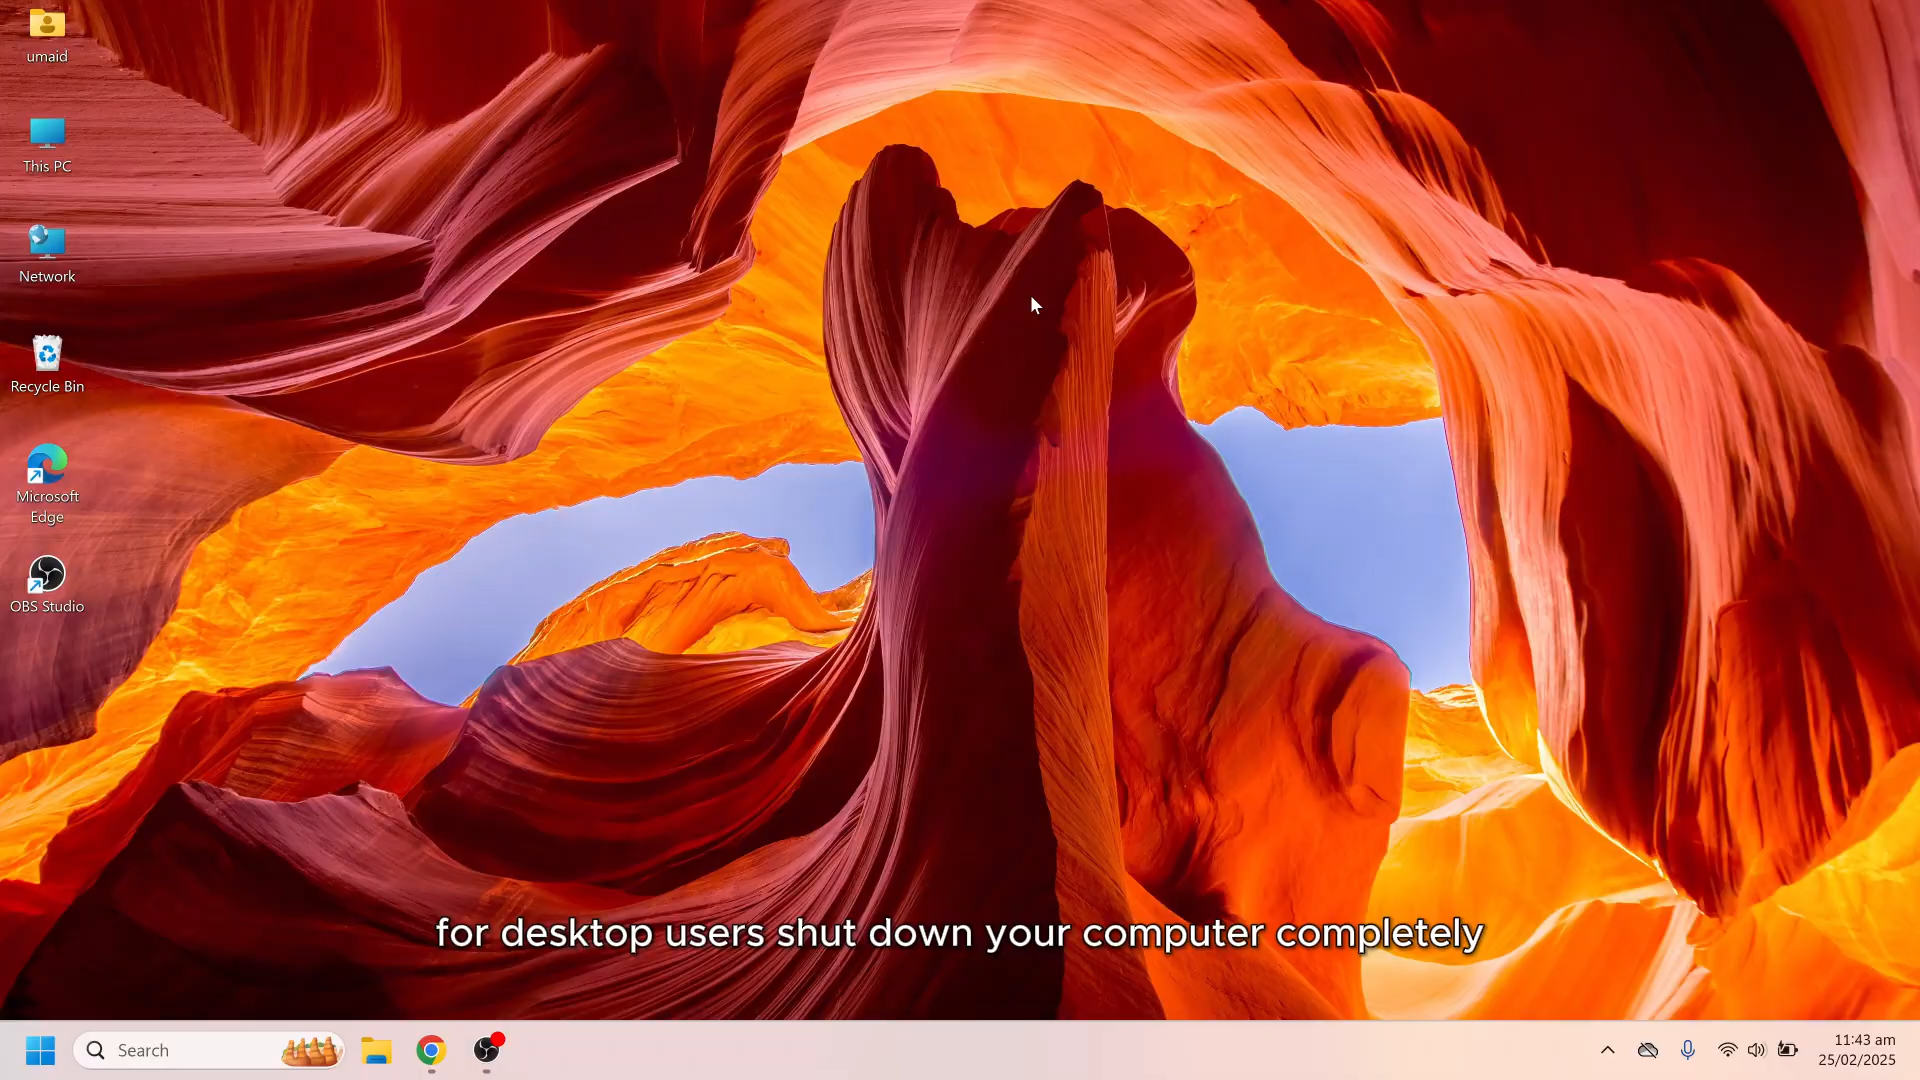 umaid
This PC
Network
Recycle Bin
Microsoft
Edge
OBS Studio
for desktop users shut down your computer completely
Search
11:43 am
25/02/2025